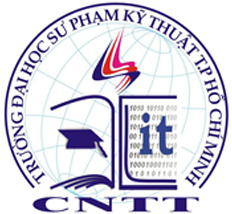 TRƯỜNG ĐẠI HỌC SƯ PHẠM KỸ THUẬT TP HỒ CHÍ MINH
it
CNTT